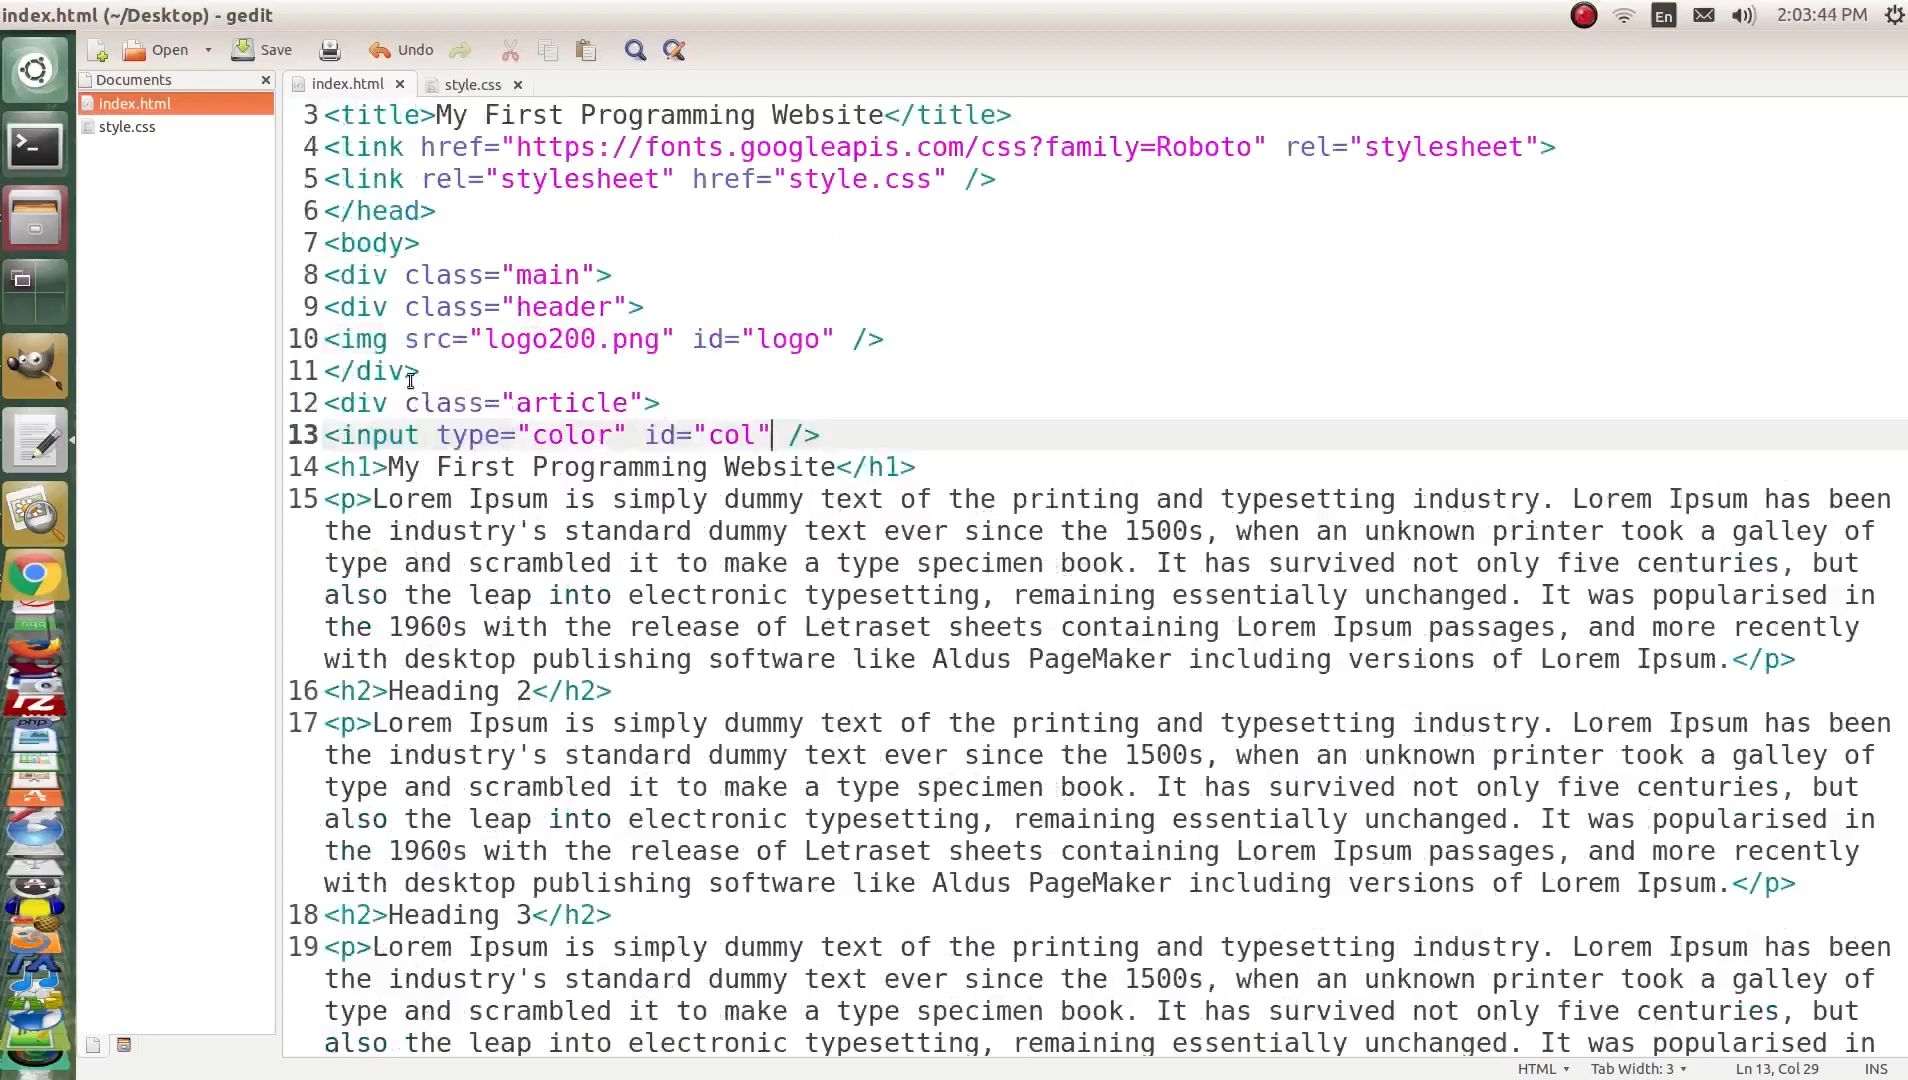 index.html (~/Desktop) - gedit
En
2:03:44 PM
Open
Save
Undo
Documents
index.html
style.css
index.html
style.css
3 <title>My First Programming Website</title>
4 <link href="https://fonts.googleapis.com/css?family=Roboto" rel="stylesheet">
5 <link rel="stylesheet" href="style.css" />
6 </head>
7 <body>
8 <div class="main">
9 <div class="header">
10 <img src="logo200.png" id="logo" />
11 </div>
12 <div class="article">
13 <input type="color" id="col" />
14 <h1>My First Programming Website</h1>
15 <p>Lorem Ipsum is simply dummy text of the printing and typesetting industry. Lorem Ipsum has been
the industry's standard dummy text ever since the 1500s, when an unknown printer took a galley of
type and scrambled it to make a type specimen book. It has survived not only five centuries, but
also the leap into electronic typesetting, remaining essentially unchanged. It was popularised in
the 1960s with the release of Letraset sheets containing Lorem Ipsum passages, and more recently
with desktop publishing software like Aldus PageMaker including versions of Lorem Ipsum.</p>
16 <h2>Heading 2</h2>
17 <p>Lorem Ipsum is simply dummy text of the printing and typesetting industry. Lorem Ipsum has been
the industry's standard dummy text ever since the 1500s, when an unknown printer took a galley of
type and scrambled it to make a type specimen book. It has survived not only five centuries, but
also the leap into electronic typesetting, remaining essentially unchanged. It was popularised in
the 1960s with the release of Letraset sheets containing Lorem Ipsum passages, and more recently
with desktop publishing software like Aldus PageMaker including versions of Lorem Ipsum.</p>
18 <h2>Heading 3</h2>
19 <p>Lorem Ipsum is simply dummy text of the printing and typesetting industry. Lorem Ipsum has been
the industry's standard dummy text ever since the 1500s, when an unknown printer took a galley of
type and scrambled it to make a type specimen book. It has survived not only five centuries, but
also the leap into electronic typesetting, remaining essentially unchanged. It was popularised in
HTML
Tab Width: 3
Ln 13, Col 29
INS